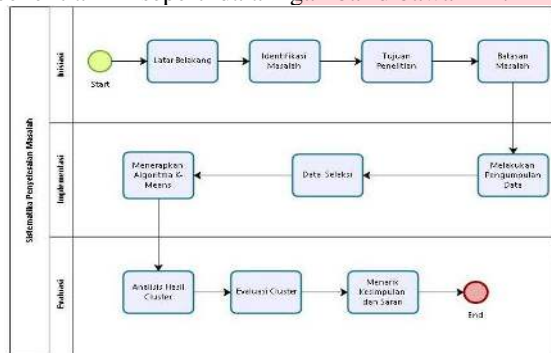 Sistematika Penyelesaian Masalah
Inisiasi
Start
Latar Belakang
Identifikasi
Masalah
Tujuan
Penelitian
Batasan
Masalah
Implementasi
Menerapkan
Algoritma K-
Means
Data Seleksi
Melakukan
Pengumpulan
Data
Evaluasi
Analisis Hasil
Cluster
Evaluasi Cluster
Menarik
Kesimpulan
dan Saran
End